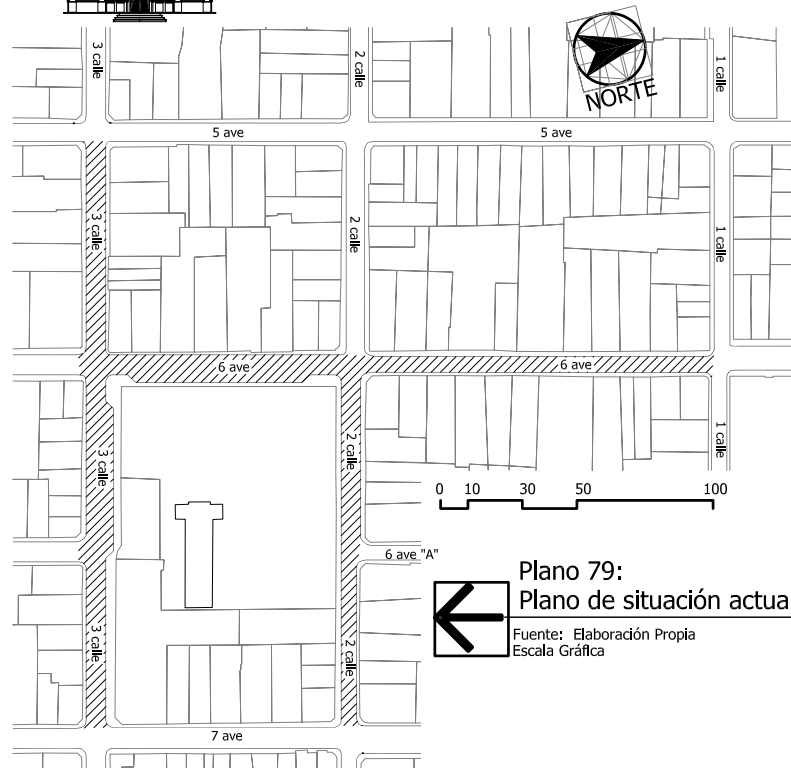 3 calle
2 calle
1 calle
NORTE
5 ave
5 ave
3 calle
2 calle
1 calle
6 ave
6 ave
3 calle
2 calle
1 calle
0 10 30 50 100
6 ave "A"
Plano 79:
Plano de situación actua
Fuente: Elaboración Propia
Escala Gráfica
3 calle
2 calle
7 ave